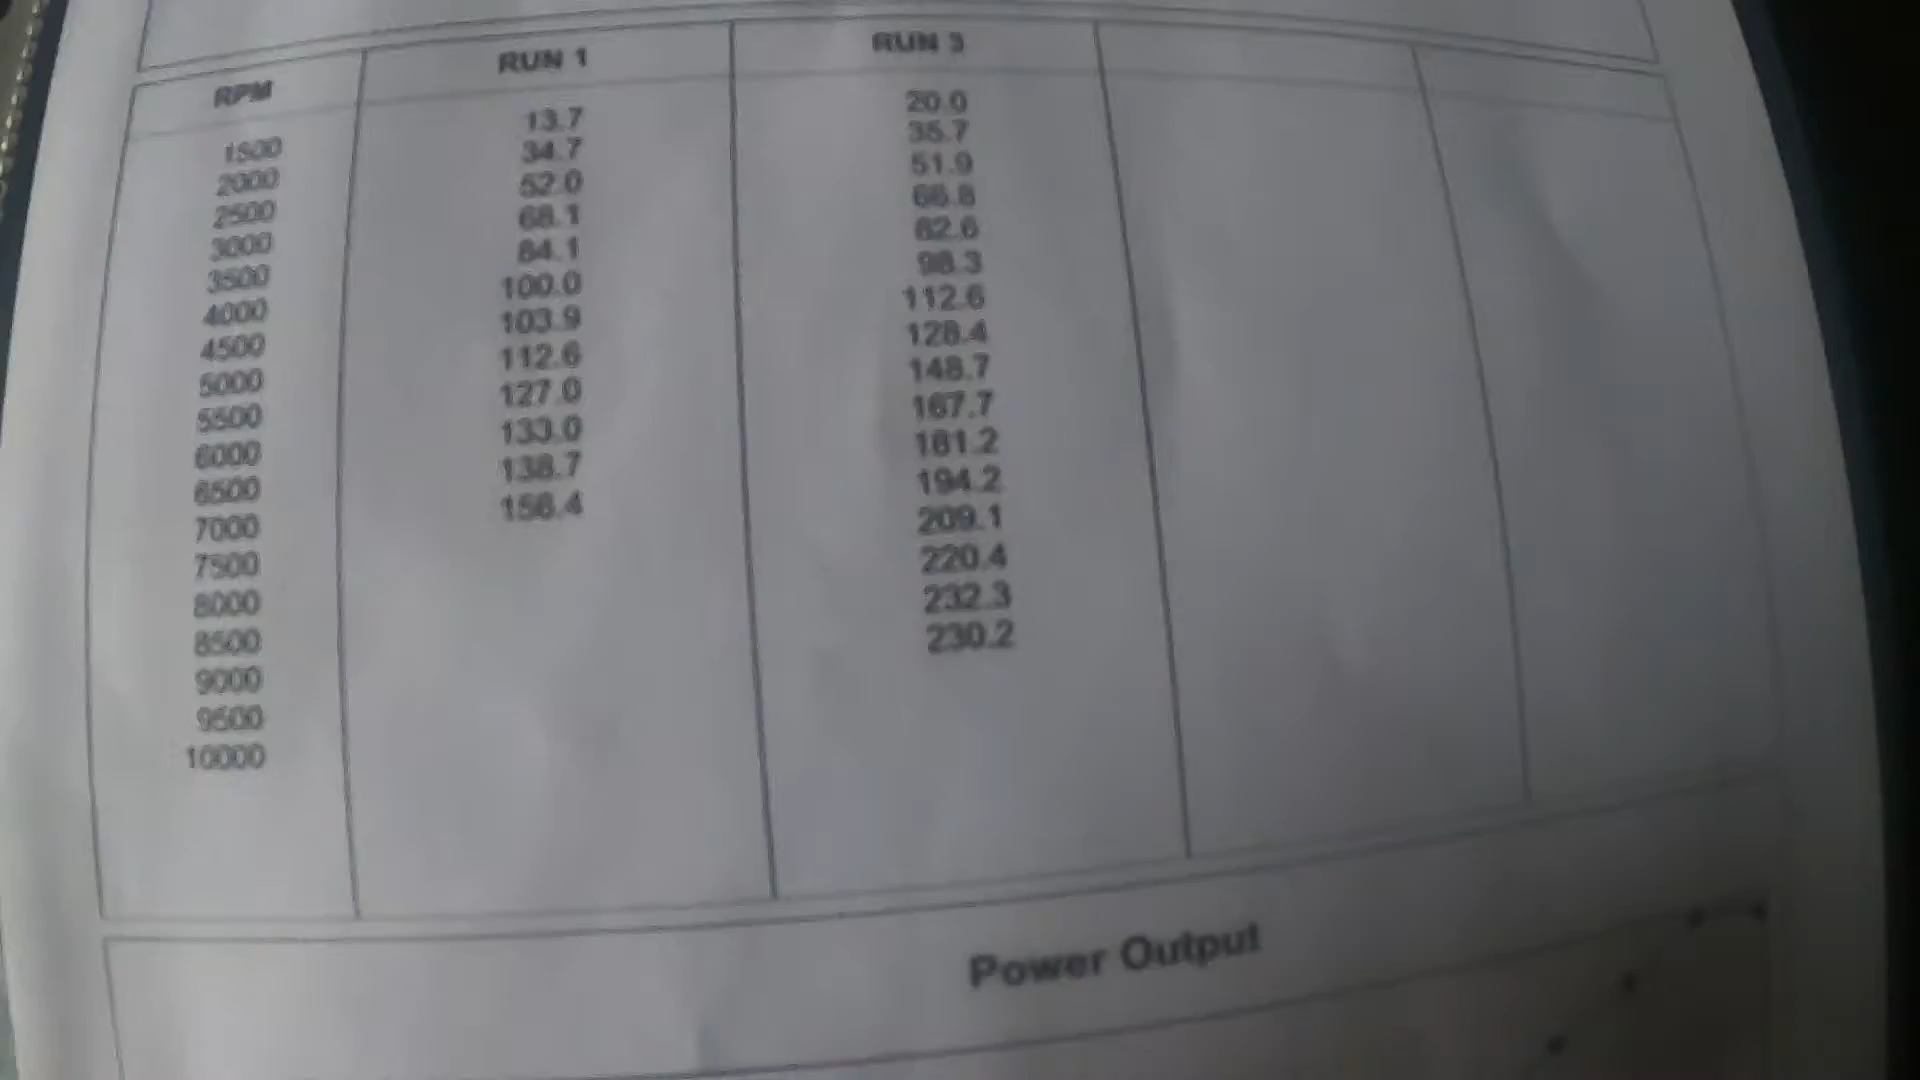 RPM RUN 1 RUN 3
1500 13.7 20.0
2000 34.7 35.7
2500 52.0 51.9
3000 68.1 66.8
3500 84.1 82.6
4000 100.0 98.3
4500 103.9 112.6
5000 112.6 128.4
5500 127.0 148.7
6000 133.0 167.7
6500 138.7 181.2
7000 156.4 194.2
7500 209.1
8000 220.4
8500 232.3
9000 230.2
9500
10000
Power Output